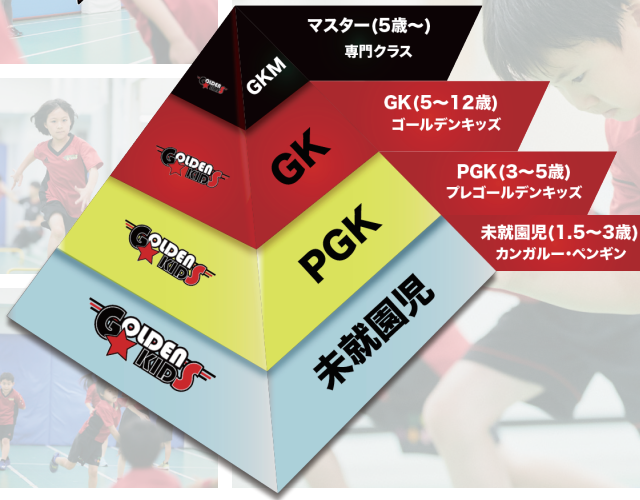 マスター(5歳〜)
専門クラス
GKM
GOLDEN KIDS
GK(5〜12歳)
ゴールデンキッズ
GK
GOLDEN
KIDS
PGK(3〜5歳)
プレゴールデンキッズ
PGK
GOLDEN
KIDS
未就園児(1.5〜3歳)
カンガルー・ペンギン
未就園児
GOLDEN
KIDS